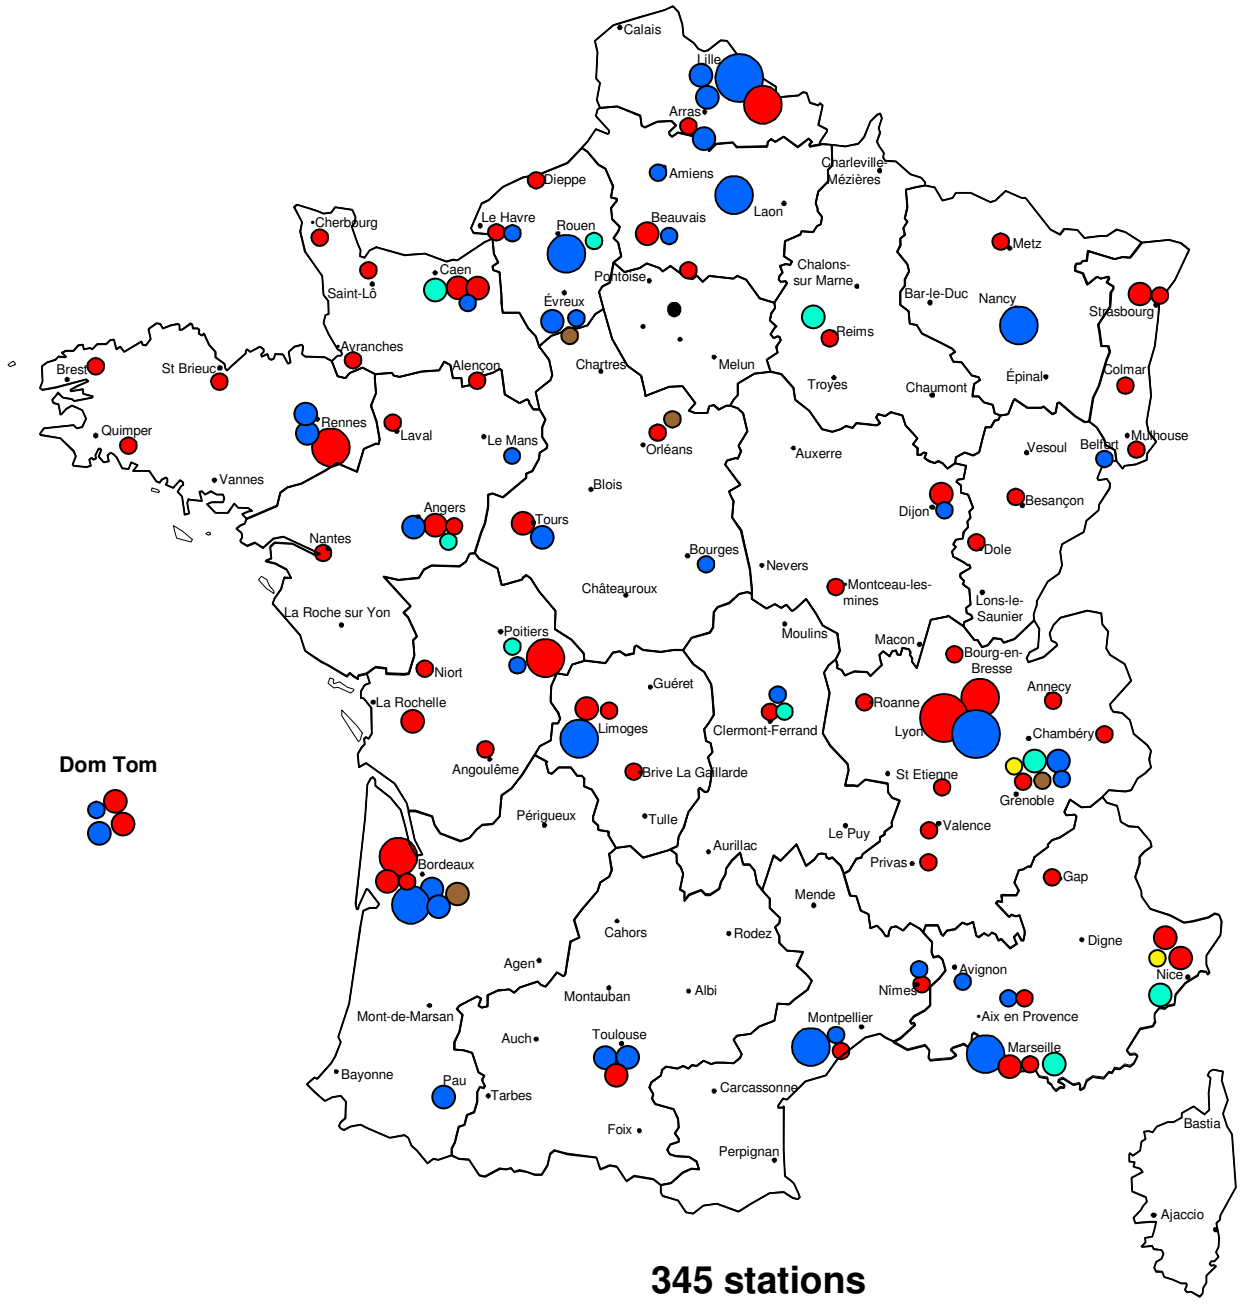 Calais
Lille
Arras
Charleville-
Mézières
Amiens
Dieppe
Laon
Cherbourg
Le Havre
Rouen
Beauvais
Metz
Caen
Chalons-
sur Marne
Pontoise
Saint-Lô
Évreux
Bar-le-Duc
Nancy
Strasbourg
Reims
Avranches
Brest
St Brieuc
Alençon
Chartres
Melun
Troyes
Chaumont
Épinal
Colmar
Quimper
Rennes
Laval
Le Mans
Orléans
Auxerre
Vesoul
Belfort
Mulhouse
Vannes
Blois
Besançon
Angers
Tours
Dijon
Nantes
Bourges
Dole
Nevers
Châteauroux
Montceau-les-
mines
Lons-le-
Saunier
La Roche sur Yon
Poitiers
Moulins
Macon
Bourg-en-
Bresse
Niort
Guéret
Annecy
La Rochelle
Roanne
Limoges
Clermont-Ferrand
Lyon
Chambéry
Dom Tom
Angoulême
Brive La Gaillarde
St Etienne
Grenoble
Périgueux
Tulle
Le Puy
Valence
Aurillac
Bordeaux
Privas
Gap
Mende
Cahors
Rodez
Digne
Agen
Avignon
Nice
Montauban
Albi
Nîmes
Mont-de-Marsan
Montpellier
Aix en Provence
Auch
Toulouse
Marseille
Bayonne
Pau
Tarbes
Carcassonne
Foix
Bastia
Perpignan
Ajaccio
345 stations